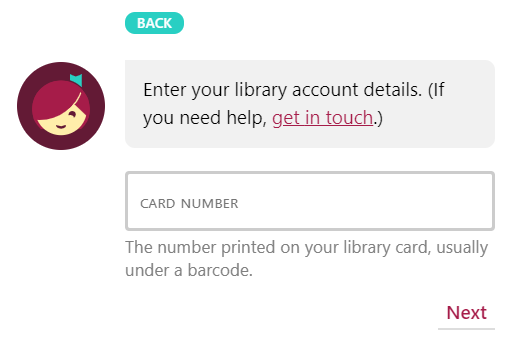 BACK
Enter your library account details. (If
you need help, get in touch.)
CARD NUMBER
The number printed on your library card, usually
under a barcode.
Next